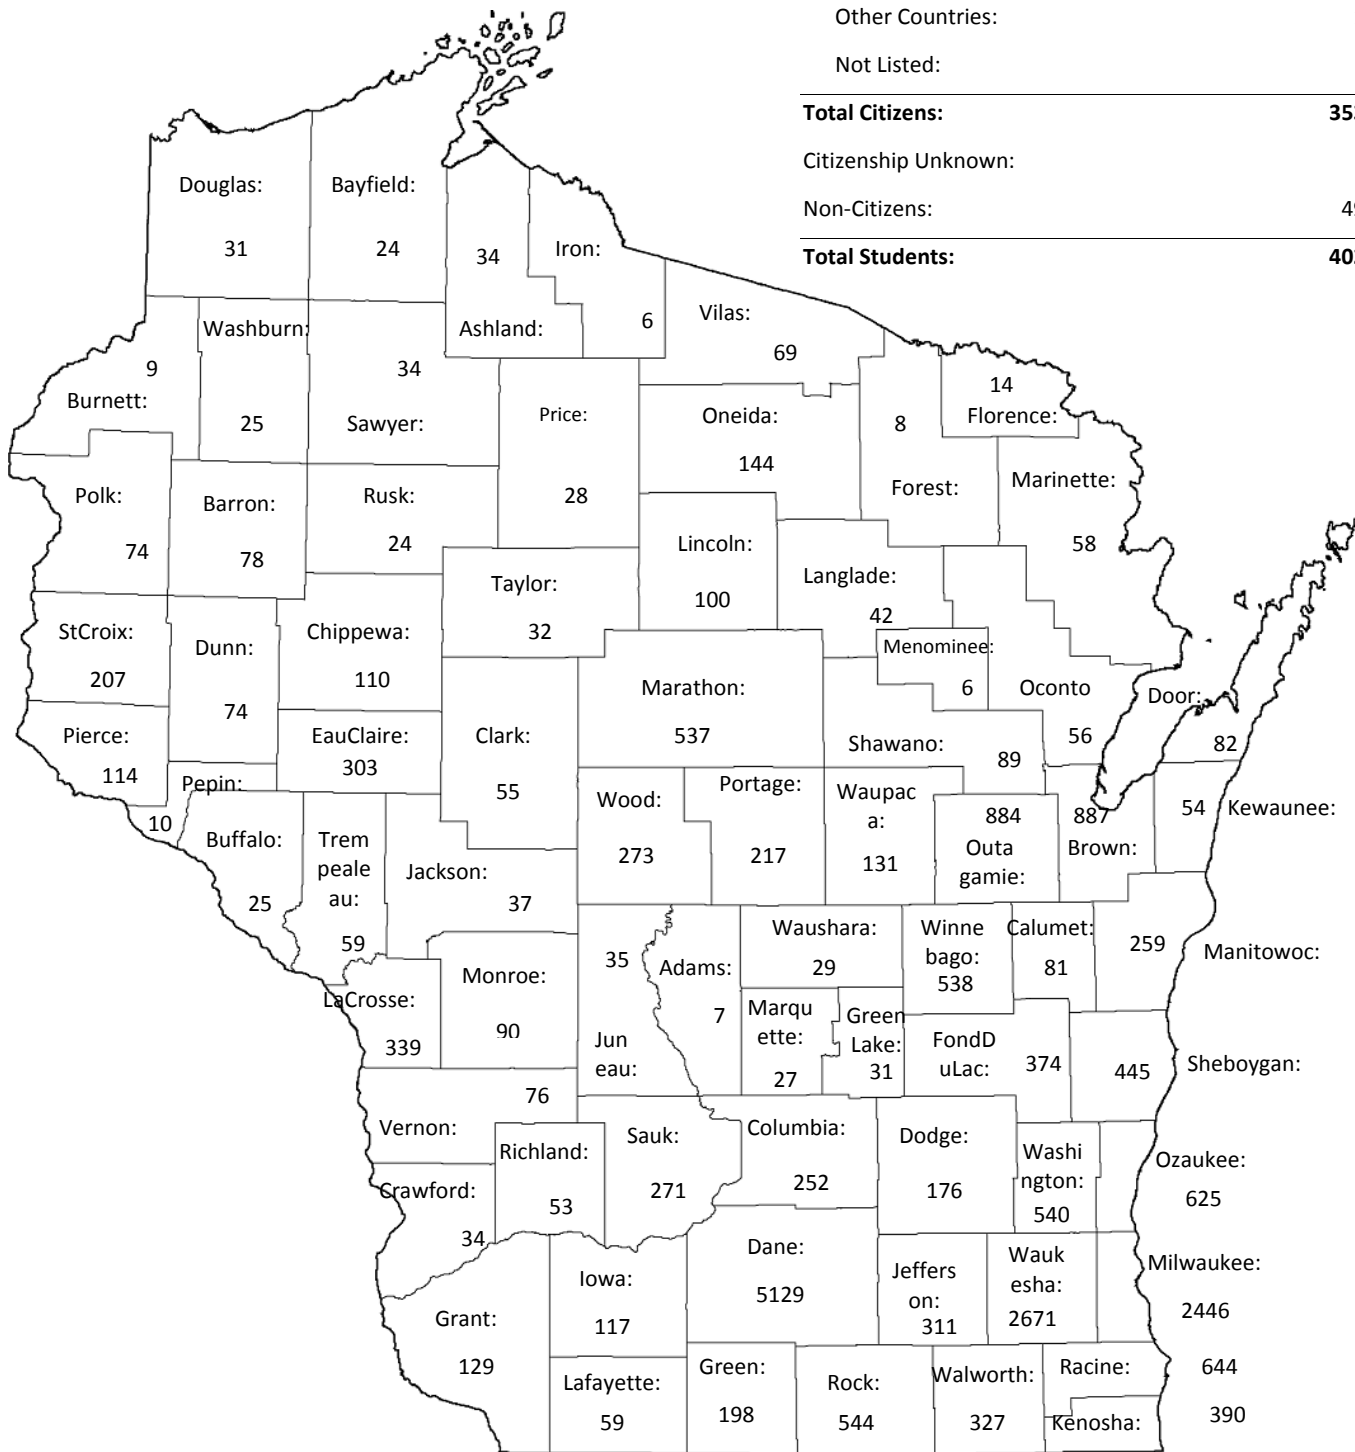 Other Countries:
Not Listed:
Total Citizens: 353
Citizenship Unknown:
Non-Citizens: 49
Total Students: 403
Douglas:
31
Bayfield:
24
34
Ashland:
Iron:
6
Vilas:
69
Washburn:
25
9
Burnett:
34
Sawyer:
Price:
28
Oneida:
144
8
Forest:
14
Florence:
Marinette:
58
Polk:
74
Barron:
78
Rusk:
24
Lincoln:
100
Langlade:
42
Taylor:
32
StCroix:
207
Dunn:
74
Chippewa:
110
Menominee:
6
Oconto
56
Door:
82
Marathon:
537
Pierce:
114
EauClaire:
303
Clark:
55
Shawano:
89
Pepin:
10
Buffalo:
25
Trem
peale
au:
59
Jackson:
37
Wood:
273
Portage:
217
Waupac
a:
131
884
Outa
gamie:
887
Brown:
54
Kewaunee:
LaCrosse:
339
Monroe:
90
35
Jun
eau:
Adams:
7
Waushara:
29
Winne
bago:
538
Calumet:
81
259
Manitowoc:
Marqu
ette:
27
Green
Lake:
31
FondD
uLac:
374
445
Sheboygan:
76
Vernon:
Richland:
53
Sauk:
271
Columbia:
252
Dodge:
176
Washi
ngton:
540
Ozaukee:
625
Crawford:
34
Grant:
129
Iowa:
117
Dane:
5129
Jeffers
on:
311
Wauk
esha:
2671
Milwaukee:
2446
Lafayette:
59
Green:
198
Rock:
544
Walworth:
327
Racine:
644
Kenosha:
390